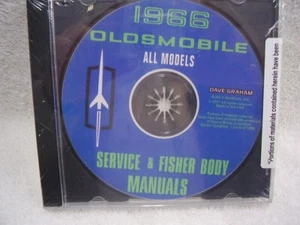 1966
OLDSMOBILE
ALL MODELS
DAVE GRAHAM
SERVICE & FISHER BODY
MANUALS
*Portions of materials contained herein have been